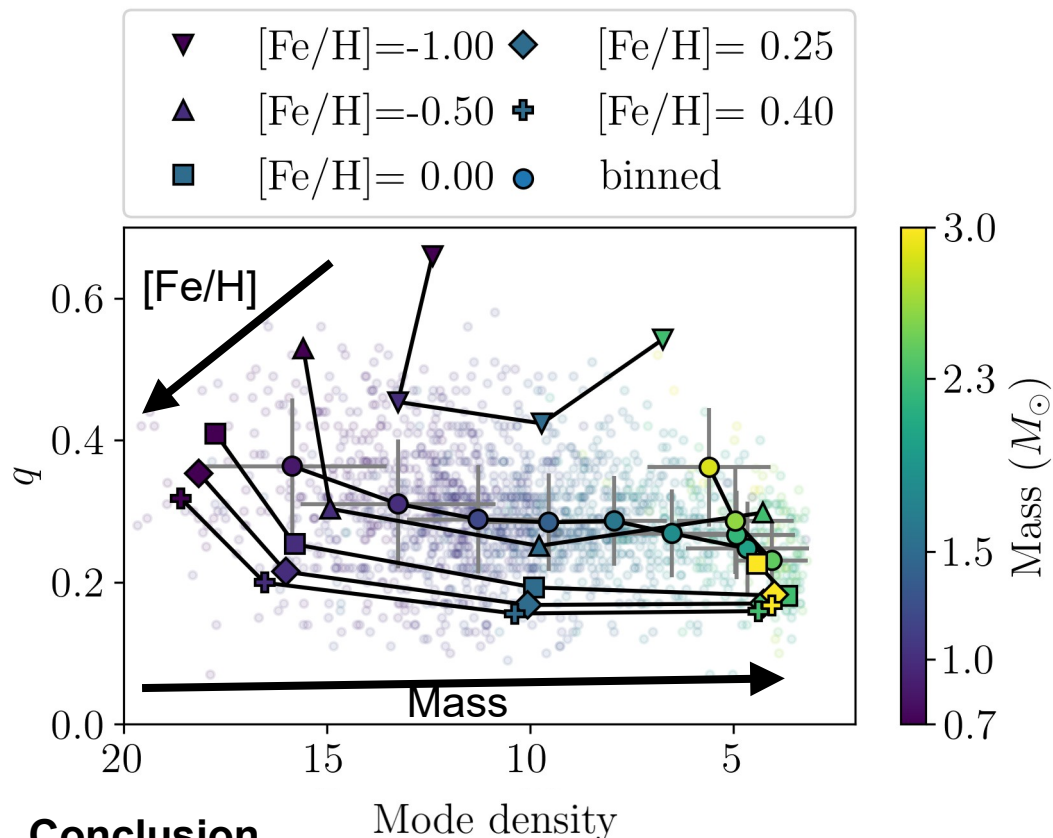 [Fe/H]=-1.00 [Fe/H]= 0.25
[Fe/H]=-0.50 [Fe/H]= 0.40
[Fe/H]= 0.00 binned
[Fe/H]
Mass
q
0.6
0.4
0.2
0.0
20 15 10 5
Mode density
3.0
2.3
1.5
1.0
0.7
Mass (M☉)
Conclusion